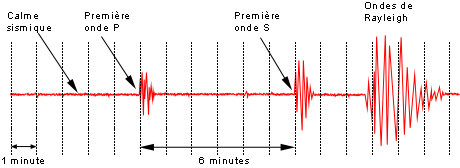 Calme
sismique
Première
onde P
Première
onde S
Ondes de
Rayleigh
1 minute
6 minutes